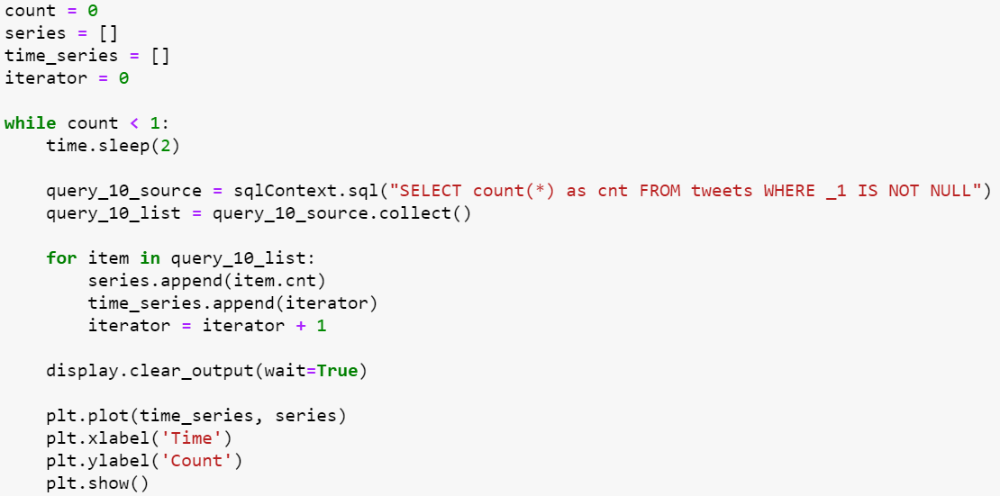 count = 0
series = []
time_series = []
iterator = 0

while count < 1:
    time.sleep(2)

    query_10_source = sqlContext.sql("SELECT count(*) as cnt FROM tweets WHERE _1 IS NOT NULL")
    query_10_list = query_10_source.collect()

    for item in query_10_list:
        series.append(item.cnt)
        time_series.append(iterator)
        iterator = iterator + 1

    display.clear_output(wait=True)

    plt.plot(time_series, series)
    plt.xlabel('Time')
    plt.ylabel('Count')
    plt.show()